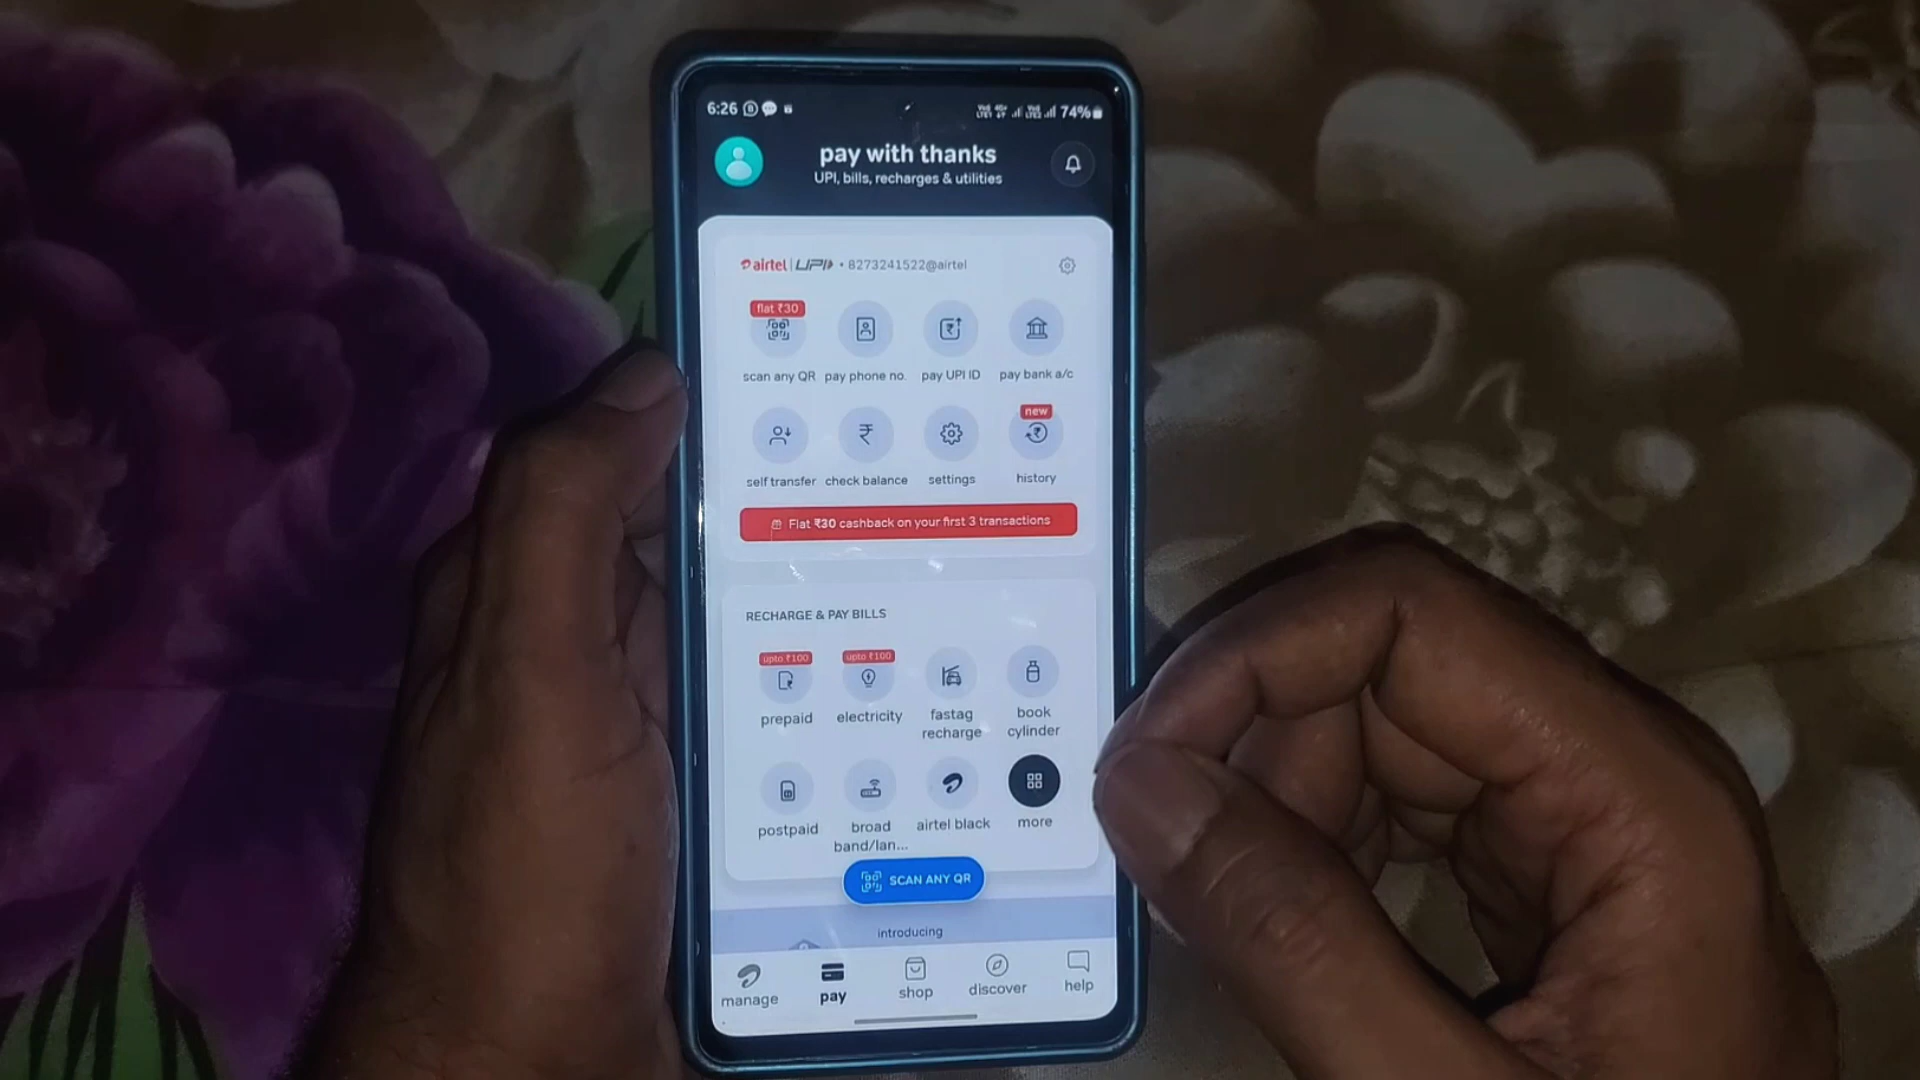 6:26 74%
pay with thanks
UPI, bills, recharges & utilities
airtel | UPI • 8273241522@airtel
flat ₹30
scan any QR pay phone no. pay UPI ID pay bank a/c
new
self transfer check balance settings history
Flat ₹30 cashback on your first 3 transactions
RECHARGE & PAY BILLS
upto ₹100 upto ₹100
prepaid electricity fastag recharge book cylinder
postpaid broad band/lan... airtel black more
SCAN ANY QR
introducing
manage pay shop discover help